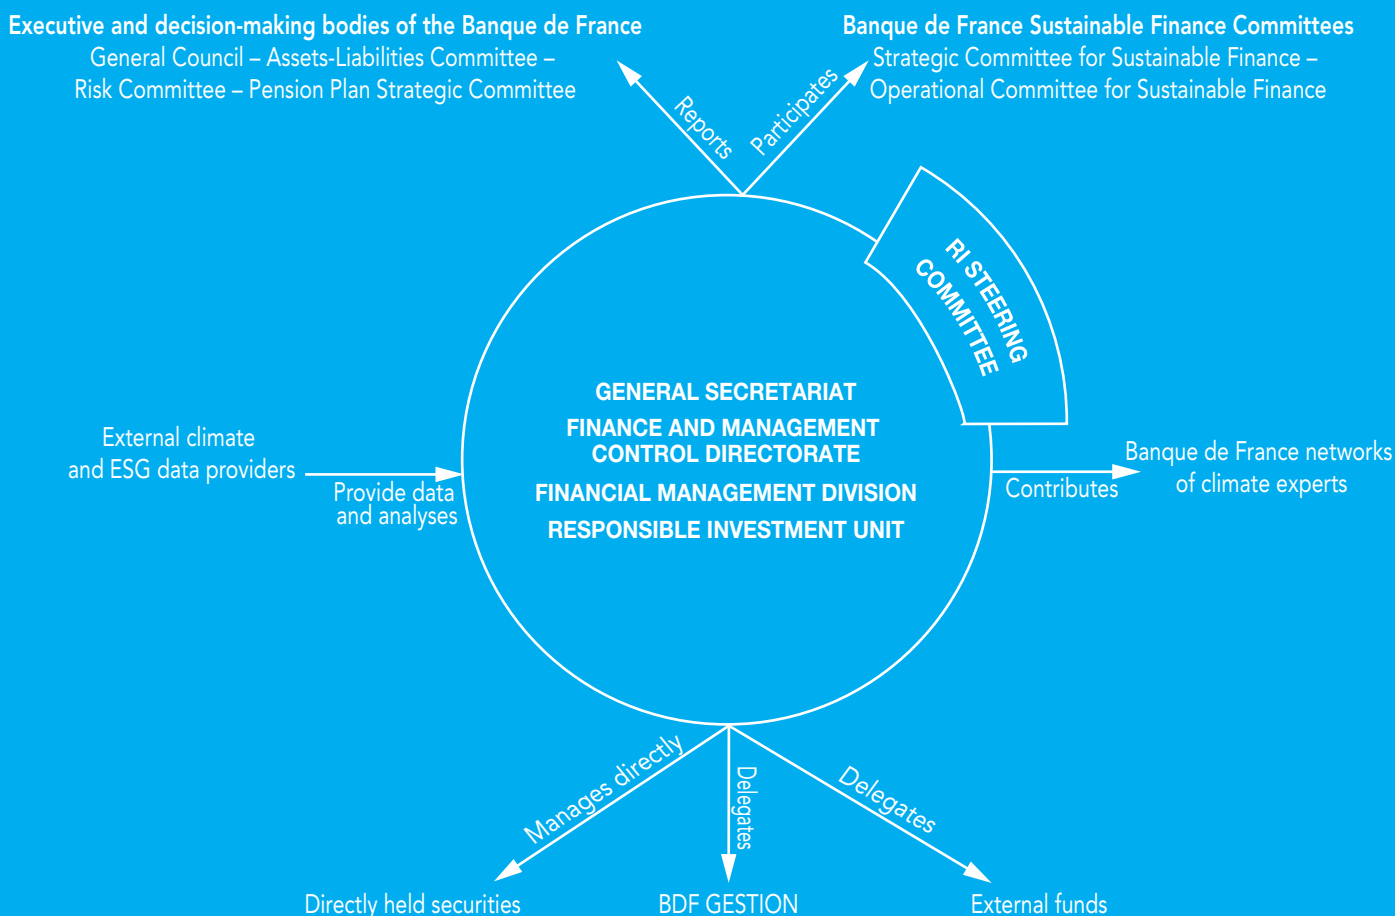 Executive and decision-making bodies of the Banque de France
General Council – Assets-Liabilities Committee –
Risk Committee – Pension Plan Strategic Committee
Banque de France Sustainable Finance Committees
Strategic Committee for Sustainable Finance –
Operational Committee for Sustainable Finance
Reports
Participates
RI STEERING
COMMITTEE
GENERAL SECRETARIAT
FINANCE AND MANAGEMENT
CONTROL DIRECTORATE
FINANCIAL MANAGEMENT DIVISION
RESPONSIBLE INVESTMENT UNIT
External climate
and ESG data providers
Provide data
and analyses
Contributes
Banque de France networks
of climate experts
Manages directly
Delegates
Delegates
Directly held securities
BDF GESTION
External funds